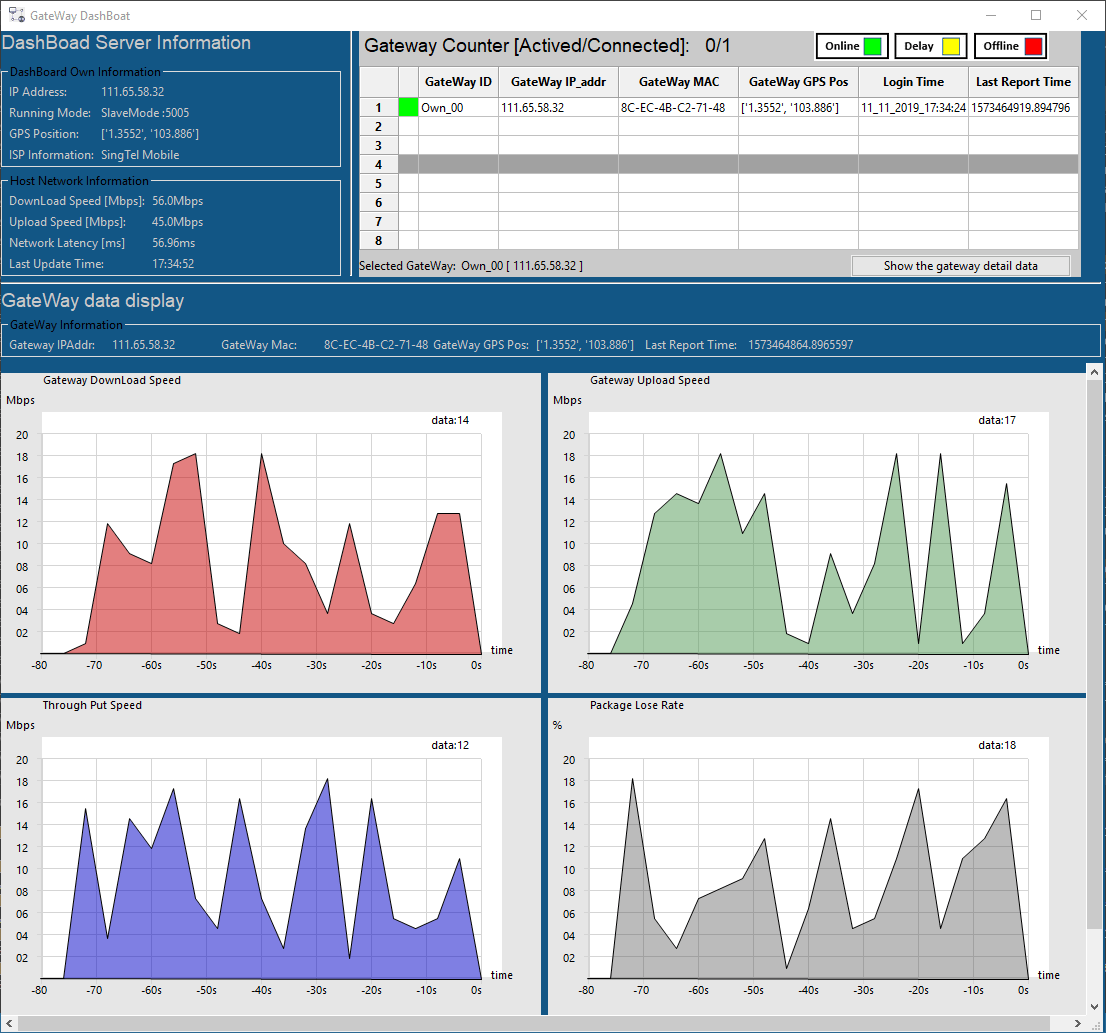 GateWay DashBoat
DashBoad Server Information
DashBoard Own Information
IP Address: 111.65.58.32
Running Mode: SlaveMode :5005
GPS Position: ['1.3552', '103.886']
ISP Information: SingTel Mobile
Host Network Information
DownLoad Speed [Mbps]: 56.0Mbps
Upload Speed [Mbps]: 45.0Mbps
Network Latency [ms] 56.96ms
Last Update Time: 17:34:52
Gateway Counter [Actived/Connected]: 0/1
Online Delay Offline
GateWay ID GateWay IP_addr GateWay MAC GateWay GPS Pos Login Time Last Report Time
1 Own_00 111.65.58.32 8C-EC-4B-C2-71-48 ['1.3552', '103.886'] 11_11_2019_17:34:24 1573464919.894796
2
3
4
5
6
7
8
Selected GateWay: Own_00 [ 111.65.58.32 ] Show the gateway detail data
GateWay data display
GateWay Information
Gateway IPAddr: 111.65.58.32 GateWay Mac: 8C-EC-4B-C2-71-48 GateWay GPS Pos: ['1.3552', '103.886'] Last Report Time: 1573464864.8965597
Gateway DownLoad Speed
Mbps
data:14
20
18
16
14
12
10
08
06
04
02
time
-80 -70 -60s -50s -40s -30s -20s -10s 0s
Gateway Upload Speed
Mbps
data:17
20
18
16
14
12
10
08
06
04
02
time
-80 -70 -60s -50s -40s -30s -20s -10s 0s
Through Put Speed
Mbps
data:12
20
18
16
14
12
10
08
06
04
02
time
-80 -70 -60s -50s -40s -30s -20s -10s 0s
Package Lose Rate
%
data:18
20
18
16
14
12
10
08
06
04
02
time
-80 -70 -60s -50s -40s -30s -20s -10s 0s